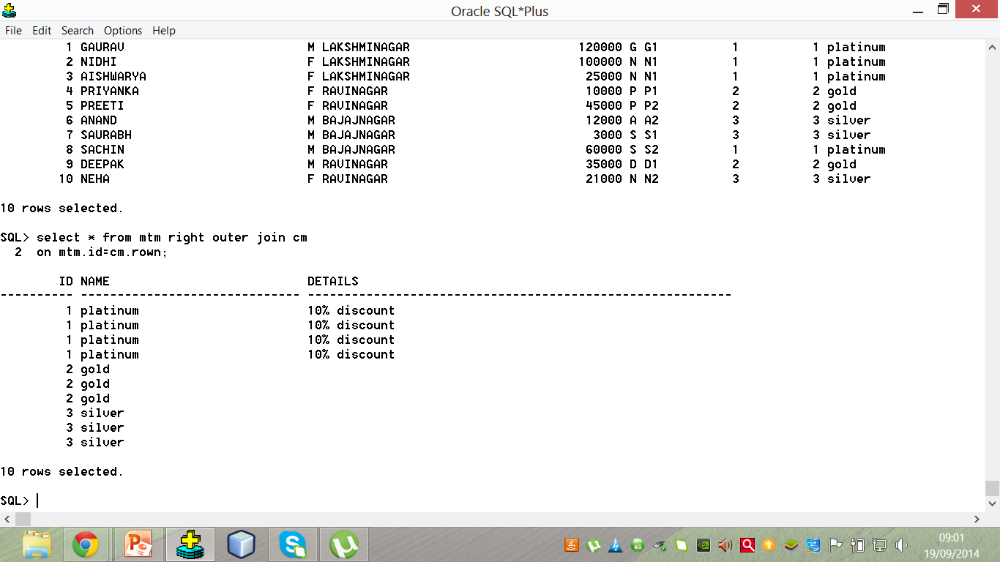 Oracle SQL*Plus
File Edit Search Options Help
1 GAURAV M LAKSHMINAGAR 120000 G G1 1 1 platinum
2 NIDHI F LAKSHMINAGAR 100000 N N1 1 1 platinum
3 AISHWARYA F LAKSHMINAGAR 25000 N N1 1 1 platinum
4 PRIYANKA F RAVINAGAR 10000 P P1 2 2 gold
5 PREETI F RAVINAGAR 45000 P P2 2 2 gold
6 ANAND M BAJAJNAGAR 12000 A A2 3 3 silver
7 SAURABH M BAJAJNAGAR 3000 S S1 3 3 silver
8 SACHIN M BAJAJNAGAR 60000 S S2 1 1 platinum
9 DEEPAK M RAVINAGAR 35000 D D1 2 2 gold
10 NEHA F RAVINAGAR 21000 N N2 3 3 silver
10 rows selected.
SQL> select * from mtm right outer join cm
2 on mtm.id=cm.rown;
ID NAME DETAILS
---------- ------------------------------ ----------------------------------------------------------
1 platinum 10% discount
1 platinum 10% discount
1 platinum 10% discount
1 platinum 10% discount
2 gold
2 gold
2 gold
3 silver
3 silver
3 silver
10 rows selected.
SQL>
09:01
19/09/2014